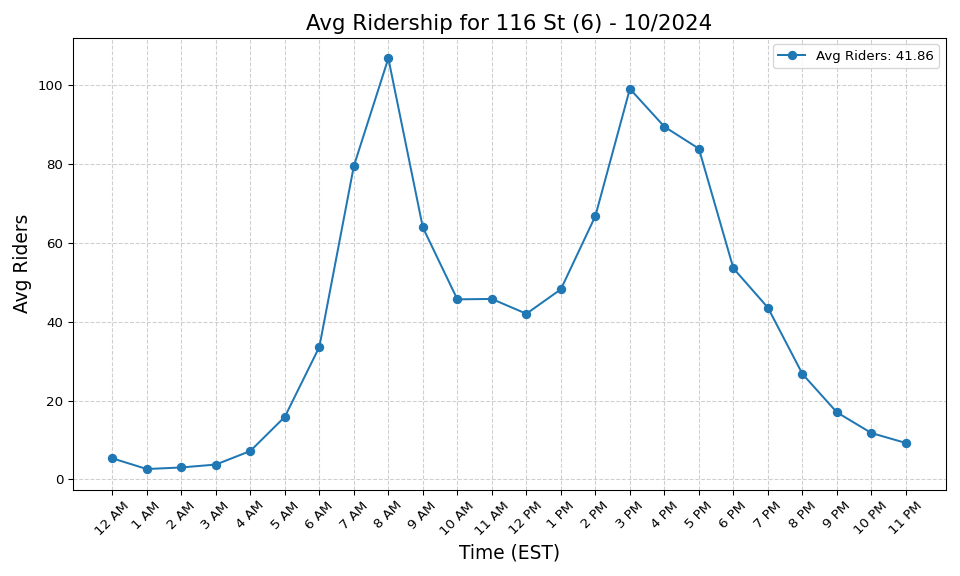 Avg Ridership for 116 St (6) - 10/2024
Avg Riders: 41.86
Avg Riders
100
80
60
40
20
0
12 AM
1 AM
2 AM
3 AM
4 AM
5 AM
6 AM
7 AM
8 AM
9 AM
10 AM
11 AM
12 PM
1 PM
2 PM
3 PM
4 PM
5 PM
6 PM
7 PM
8 PM
9 PM
10 PM
11 PM
Time (EST)